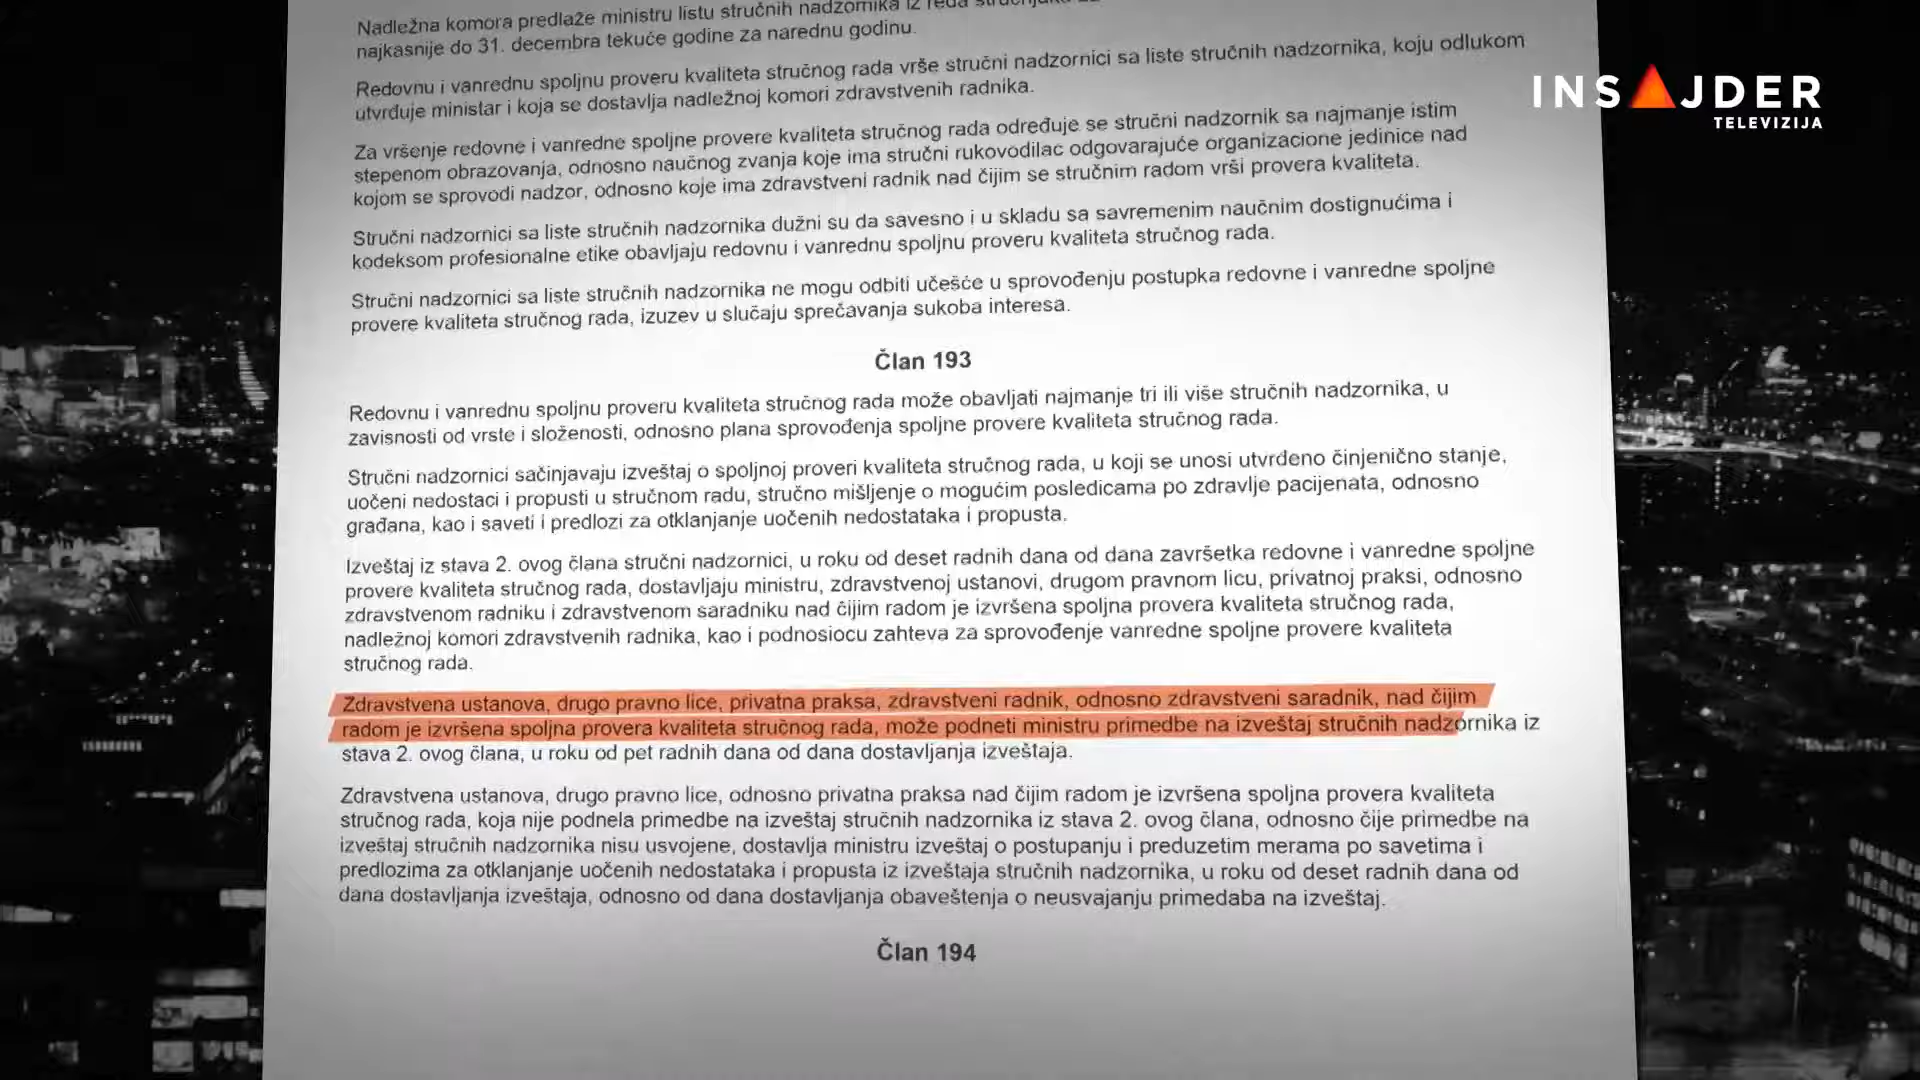 Nadležna komora predlaže ministru listu stručnih nadzornika iz reda
najkasnije do 31. decembra tekuće godine za narednu godinu.
Redovnu i vanrednu spoljnu proveru kvaliteta stručnog rada vrše stručni nadzornici sa liste stručnih nadzornika, koju odlukom
utvrđuje ministar i koja se dostavlja nadležnoj komori zdravstvenih radnika.
Za vršenje redovne i vanredne spoljne provere kvaliteta stručnog rada određuje se stručni nadzornik sa najmanje istim
stepenom obrazovanja, odnosno naučnog zvanja koje ima stručni rukovodilac odgovarajuće organizacione jedinice nad
kojom se sprovodi nadzor, odnosno koje ima zdravstveni radnik nad čijim se stručnim radom vrši provera kvaliteta.
Stručni nadzornici sa liste stručnih nadzornika dužni su da savesno i u skladu sa savremenim naučnim dostignućima i
kodeksom profesionalne etike obavljaju redovnu i vanrednu spoljnu proveru kvaliteta stručnog rada.
Stručni nadzornici sa liste stručnih nadzornika ne mogu odbiti učešće u sprovođenju postupka redovne i vanredne spoljne
provere kvaliteta stručnog rada, izuzev u slučaju sprečavanja sukoba interesa.
Član 193
Redovnu i vanrednu spoljnu proveru kvaliteta stručnog rada može obavljati najmanje tri ili više stručnih nadzornika, u
zavisnosti od vrste i složenosti, odnosno plana sprovođenja spoljne provere kvaliteta stručnog rada.
Stručni nadzornici sačinjavaju izveštaj o spoljnoj proveri kvaliteta stručnog rada, u koji se unosi utvrđeno činjenično stanje,
uočeni nedostaci i propusti u stručnom radu, stručno mišljenje o mogućim posledicama po zdravlje pacijenata, odnosno
građana, kao i saveti i predlozi za otklanjanje uočenih nedostataka i propusta.
Izveštaj iz stava 2. ovog člana stručni nadzornici, u roku od deset radnih dana od dana završetka redovne i vanredne spoljne
provere kvaliteta stručnog rada, dostavljaju ministru, zdravstvenoj ustanovi, drugom pravnom licu, privatnoj praksi, odnosno
zdravstvenom radniku i zdravstvenom saradniku nad čijim radom je izvršena spoljna provera kvaliteta stručnog rada,
nadležnoj komori zdravstvenih radnika, kao i podnosiocu zahteva za sprovođenje vanredne spoljne provere kvaliteta
stručnog rada.
Zdravstvena ustanova, drugo pravno lice, privatna praksa, zdravstveni radnik, odnosno zdravstveni saradnik, nad čijim
radom je izvršena spoljna provera kvaliteta stručnog rada, može podneti ministru primedbe na izveštaj stručnih nadzornika iz
stava 2. ovog člana, u roku od pet radnih dana od dana dostavljanja izveštaja.
Zdravstvena ustanova, drugo pravno lice, odnosno privatna praksa nad čijim radom je izvršena spoljna provera kvaliteta
stručnog rada, koja nije podnela primedbe na izveštaj stručnih nadzornika iz stava 2. ovog člana, odnosno čije primedbe na
izveštaj stručnih nadzornika nisu usvojene, dostavlja ministru izveštaj o postupanju i preduzetim merama po savetima i
predlozima za otklanjanje uočenih nedostataka i propusta iz izveštaja stručnih nadzornika, u roku od deset radnih dana od
dana dostavljanja izveštaja, odnosno od dana dostavljanja obaveštenja o neusvajanju primedaba na izveštaj.
Član 194
INSAJDER
TELEVIZIJA